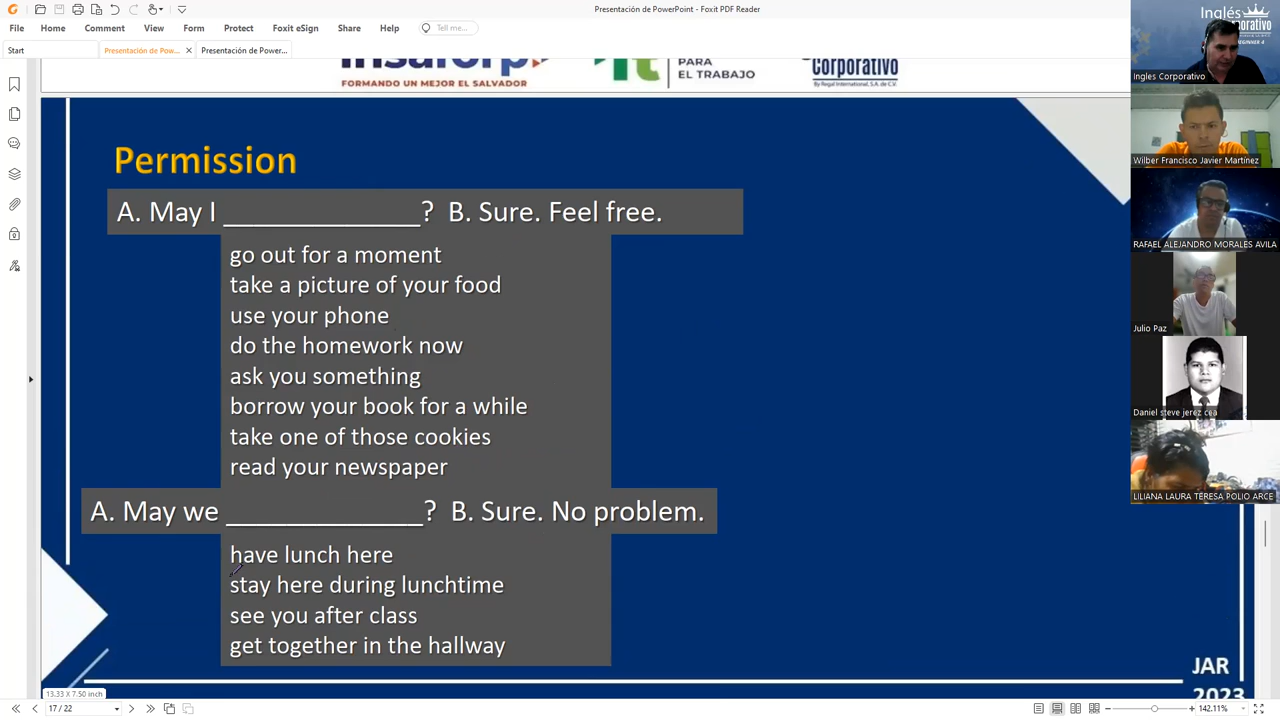 Presentación de PowerPoint - Foxit PDF Reader
File Home Comment View Form Protect Foxit eSign Share Help Tell me...
Start Presentación de Pow... × Presentación de Power...
FORMANDO UN MEJOR EL SALVADOR
PARA
EL TRABAJO
Corporativo
By Regal International, S.A. de C.V.
Permission
A. May I ______________? B. Sure. Feel free.
go out for a moment
take a picture of your food
use your phone
do the homework now
ask you something
borrow your book for a while
take one of those cookies
read your newspaper
A. May we ______________? B. Sure. No problem.
have lunch here
stay here during lunchtime
see you after class
get together in the hallway
JAR
2023
13.33 X 7.50 inch
17 / 22
142.11%
Inglés
Ingles Corporativo
Wilber Francisco Javier Martínez
RAFAEL ALEJANDRO MORALES AVILA
Julio Paz
Daniel steve jerez cea
LILIANA LAURA TERESA POLIO ARCE